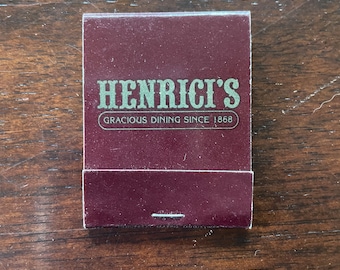 HENRICI'S
GRACIOUS DINING SINCE 1868